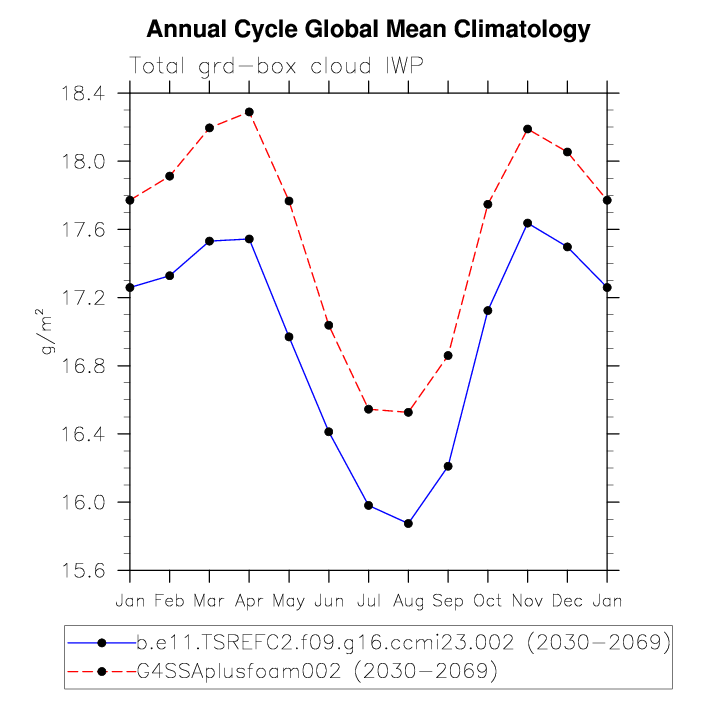 Annual Cycle Global Mean Climatology
Total grd-box cloud IWP
18.4
18.0
17.6
17.2
16.8
16.4
16.0
15.6
g/m²
Jan Feb Mar Apr May Jun Jul Aug Sep Oct Nov Dec Jan
b.e11.TSREFC2.f09.g16.ccmi23.002 (2030-2069)
G4SSAplusfoam002 (2030-2069)